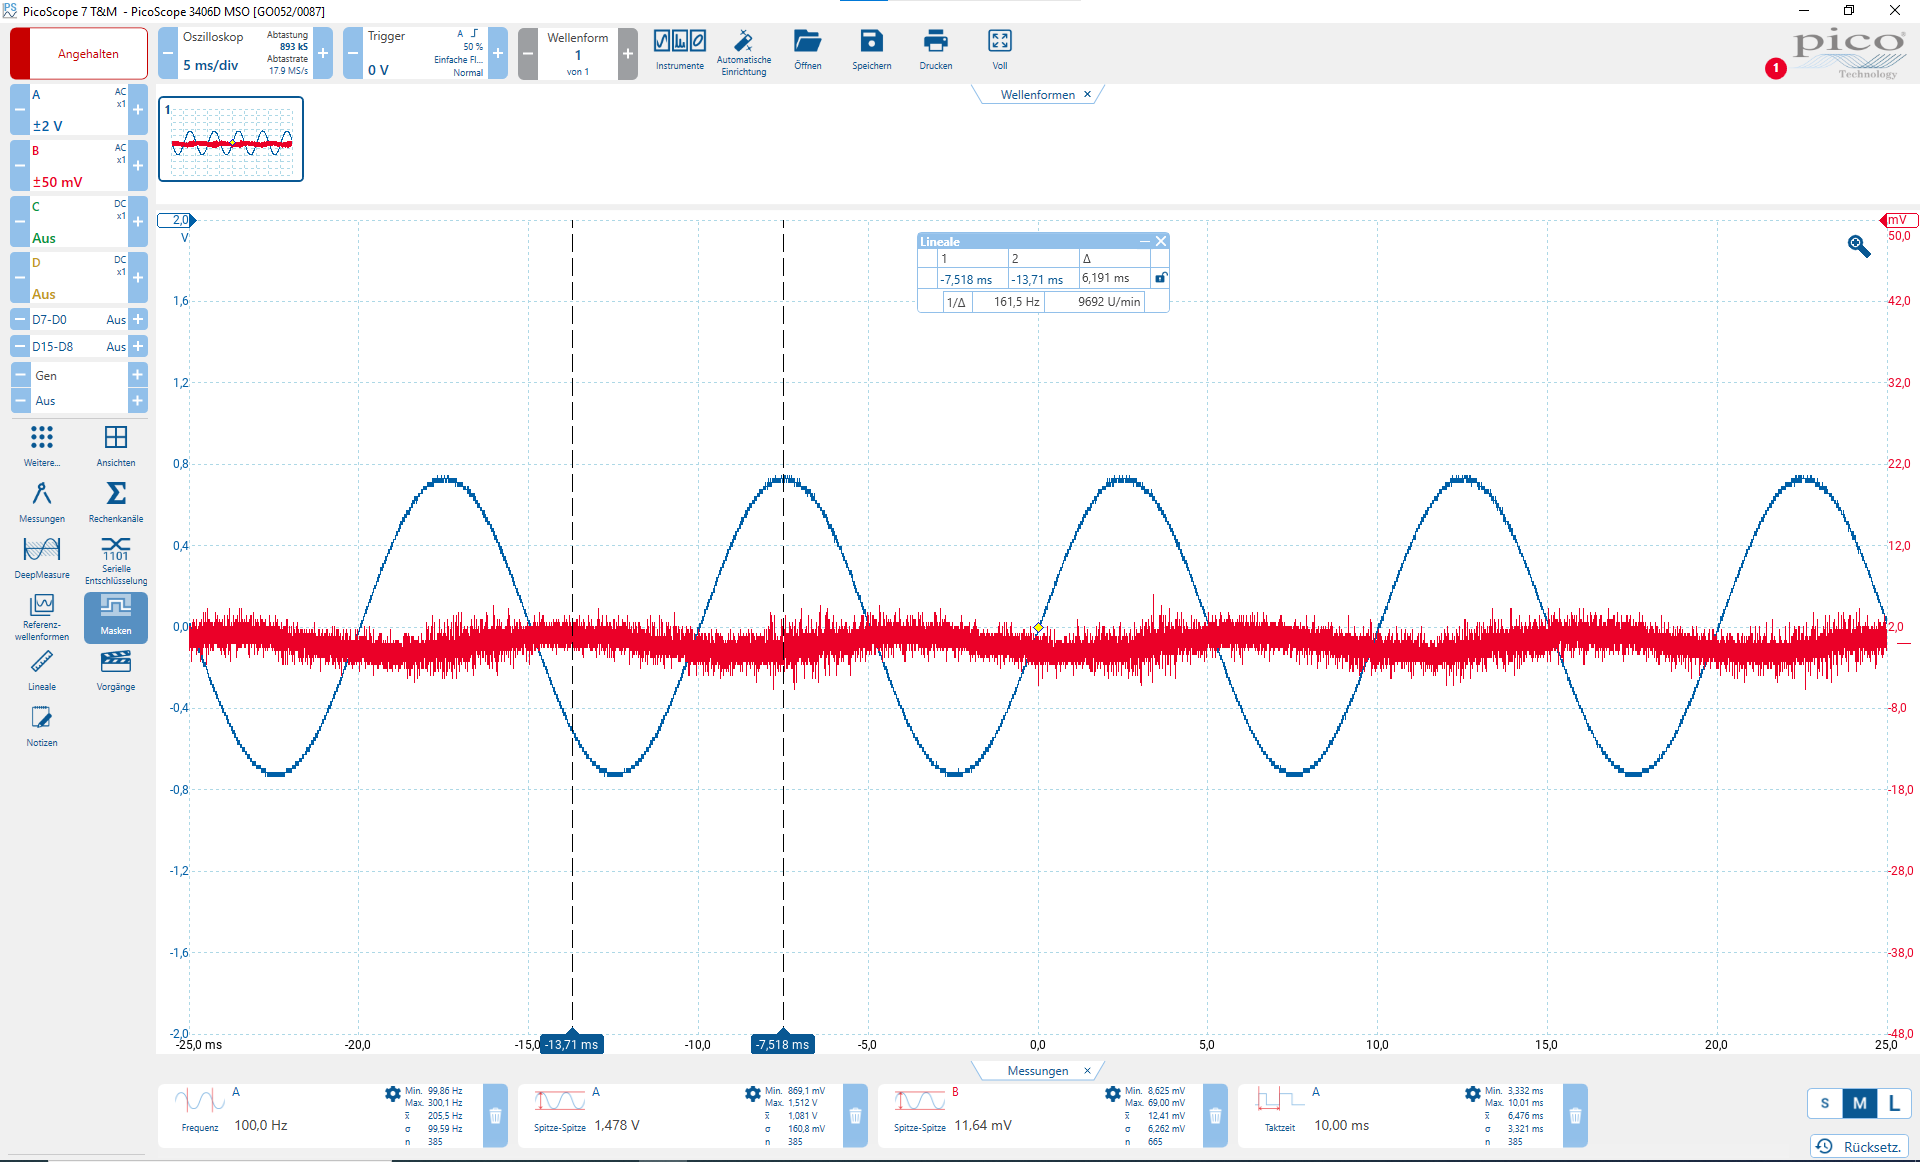 PicoScope 7 T&M - PicoScope 3406D MSO [GO052/0087]
Angehalten
Oszilloskop
5 ms/div
Abtastung
893 kS
Abtastrate
17.9 MS/s
Trigger
0 V
A
50 %
Einfache Fl...
Normal
Wellenform
1
von 1
Instrumente
Automatische
Einrichtung
Öffnen
Speichern
Drucken
Voll
1
pico
Technology
A
AC
x1
±2 V
B
AC
x1
±50 mV
C
DC
x1
Aus
D
DC
x1
Aus
D7-D0 Aus
D15-D8 Aus
Gen
Aus
Weitere...
Ansichten
Messungen
Rechenkanäle
DeepMeasure
1101
Serielle
Entschlüsselung
Referenz-
wellenformen
Masken
Lineale
Vorgänge
Notizen
Wellenformen ×
1
2,0
V
1,6
1,2
0,8
0,4
0,0
-0,4
-0,8
-1,2
-1,6
-2,0
Lineale
1 2 Δ
-7,518 ms -13,71 ms 6,191 ms
1/Δ 161,5 Hz 9692 U/min
mV
50,0
42,0
32,0
22,0
12,0
2,0
-8,0
-18,0
-28,0
-38,0
-48,0
-25,0 ms -20,0 -15,0 -13,71 ms -10,0 -7,518 ms -5,0 0,0 5,0 10,0 15,0 20,0 25,0
Messungen ×
A
Frequenz 100,0 Hz
Min. 99,86 Hz
Max. 300,1 Hz
x̄ 205,5 Hz
σ 99,59 Hz
n 385
A
Spitze-Spitze 1,478 V
Min. 869,1 mV
Max. 1,512 V
x̄ 1,081 V
σ 160,8 mV
n 385
B
Spitze-Spitze 11,64 mV
Min. 8,625 mV
Max. 69,00 mV
x̄ 12,41 mV
σ 6,262 mV
n 665
A
Taktzeit 10,00 ms
Min. 3,332 ms
Max. 10,01 ms
x̄ 6,476 ms
σ 3,321 ms
n 385
S M L
Rücksetz.